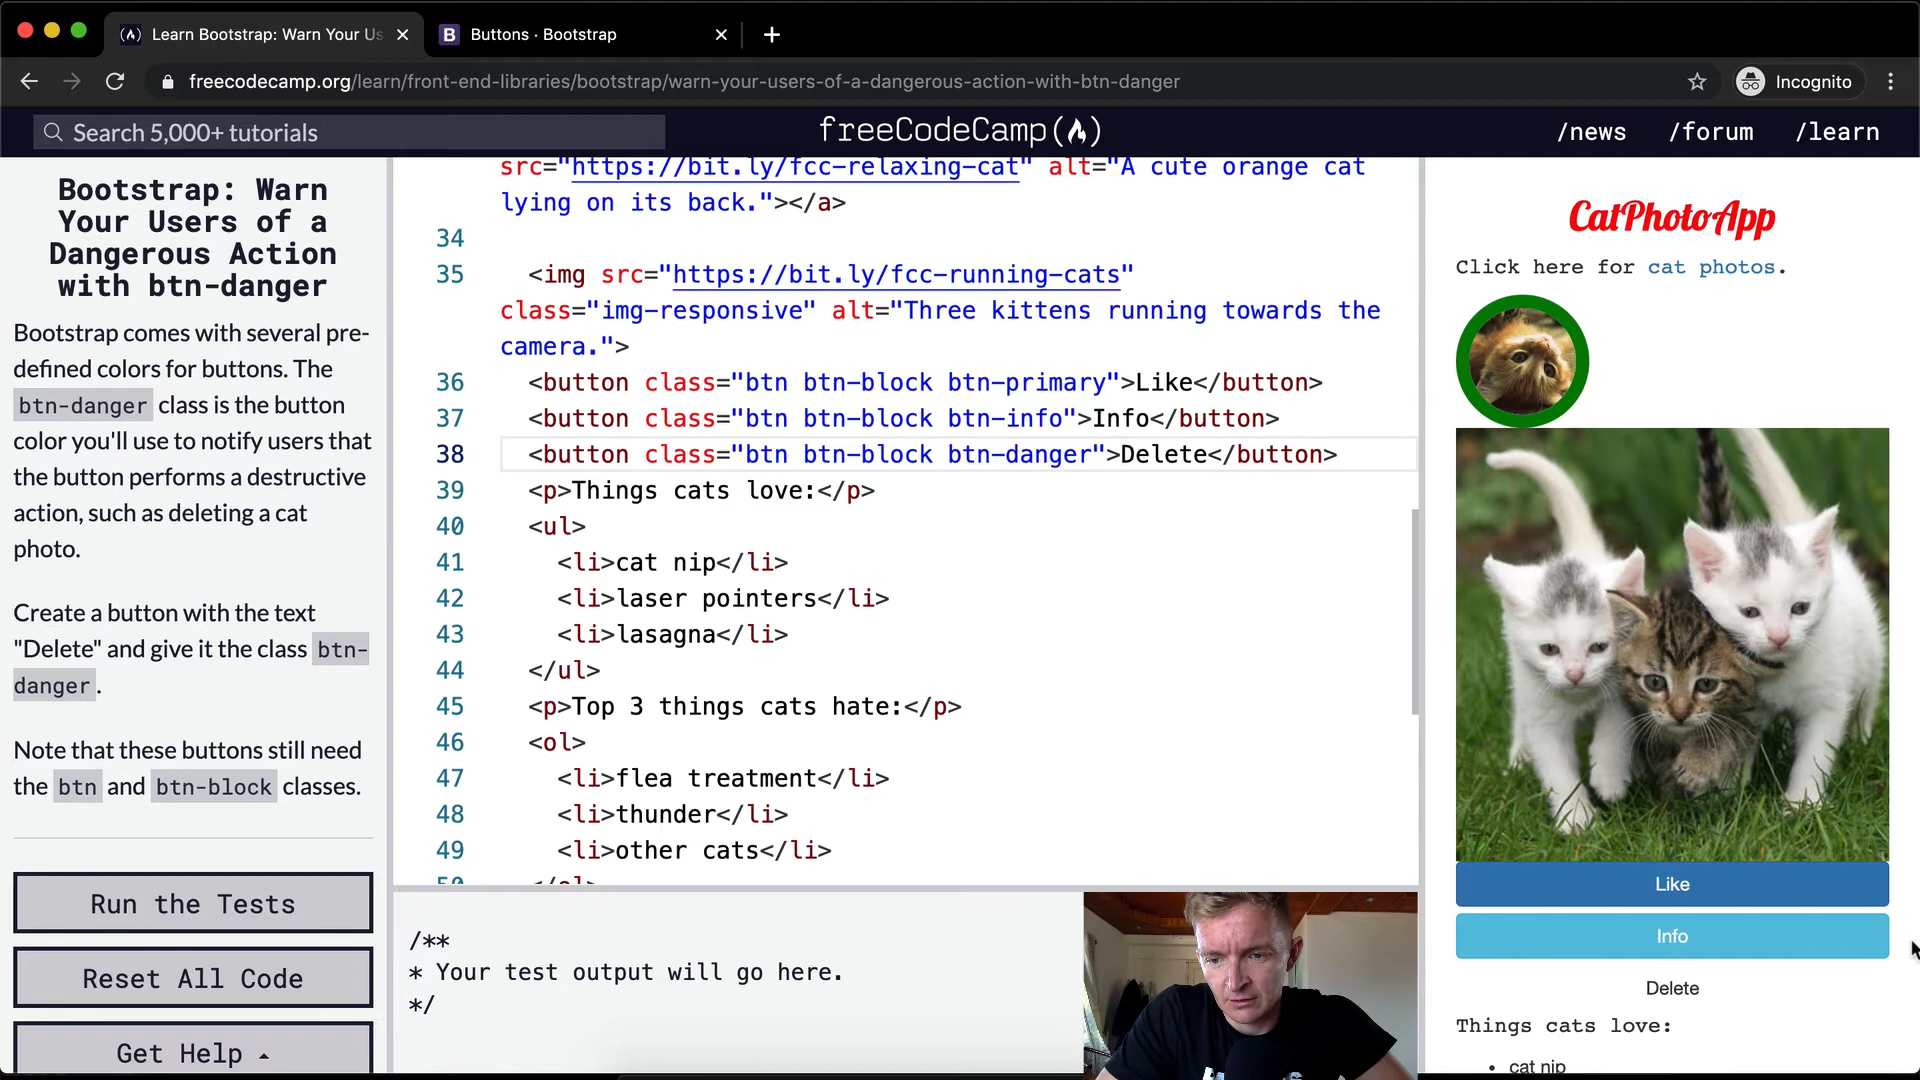 Learn Bootstrap: Warn Your Us
Buttons · Bootstrap
freecodecamp.org/learn/front-end-libraries/bootstrap/warn-your-users-of-a-dangerous-action-with-btn-danger
Incognito
Search 5,000+ tutorials
freeCodeCamp
/news
/forum
/learn
Bootstrap: Warn
Your Users of a
Dangerous Action
with btn-danger
Bootstrap comes with several pre-
defined colors for buttons. The
btn-danger class is the button
color you'll use to notify users that
the button performs a destructive
action, such as deleting a cat
photo.
Create a button with the text
"Delete" and give it the class btn-
danger .
Note that these buttons still need
the btn and btn-block classes.
Run the Tests
Reset All Code
Get Help
src="https://bit.ly/fcc-relaxing-cat" alt="A cute orange cat
lying on its back."></a>
34
35 <img src="https://bit.ly/fcc-running-cats"
class="img-responsive" alt="Three kittens running towards the
camera.">
36 <button class="btn btn-block btn-primary">Like</button>
37 <button class="btn btn-block btn-info">Info</button>
38 <button class="btn btn-block btn-danger">Delete</button>
39 <p>Things cats love:</p>
40 <ul>
41 <li>cat nip</li>
42 <li>laser pointers</li>
43 <li>lasagna</li>
44 </ul>
45 <p>Top 3 things cats hate:</p>
46 <ol>
47 <li>flea treatment</li>
48 <li>thunder</li>
49 <li>other cats</li>
50 </ol>
/**
* Your test output will go here.
*/
CatPhotoApp
Click here for cat photos.
Like
Info
Delete
Things cats love:
• cat nip